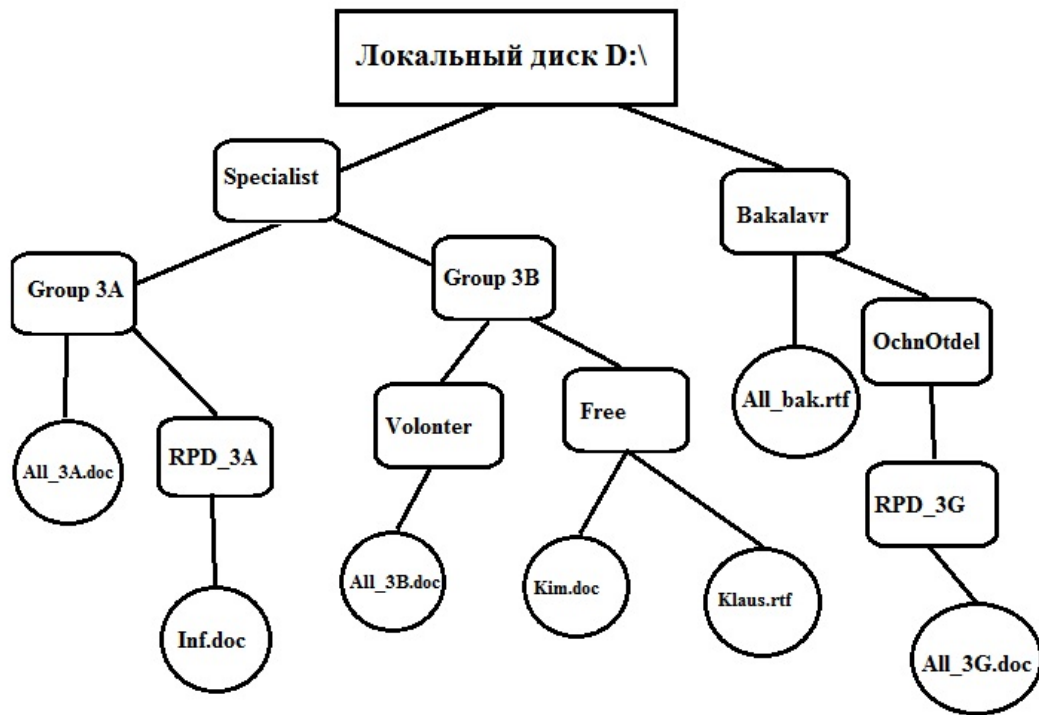 Локальный диск D:\
Specialist
Bakalavr
Group 3A
Group 3B
OchnOtdel
All_bak.rtf
Volonter
Free
All_3A.doc
RPD_3A
RPD_3G
All_3B.doc
Kim.doc
Klaus.rtf
Inf.doc
All_3G.doc